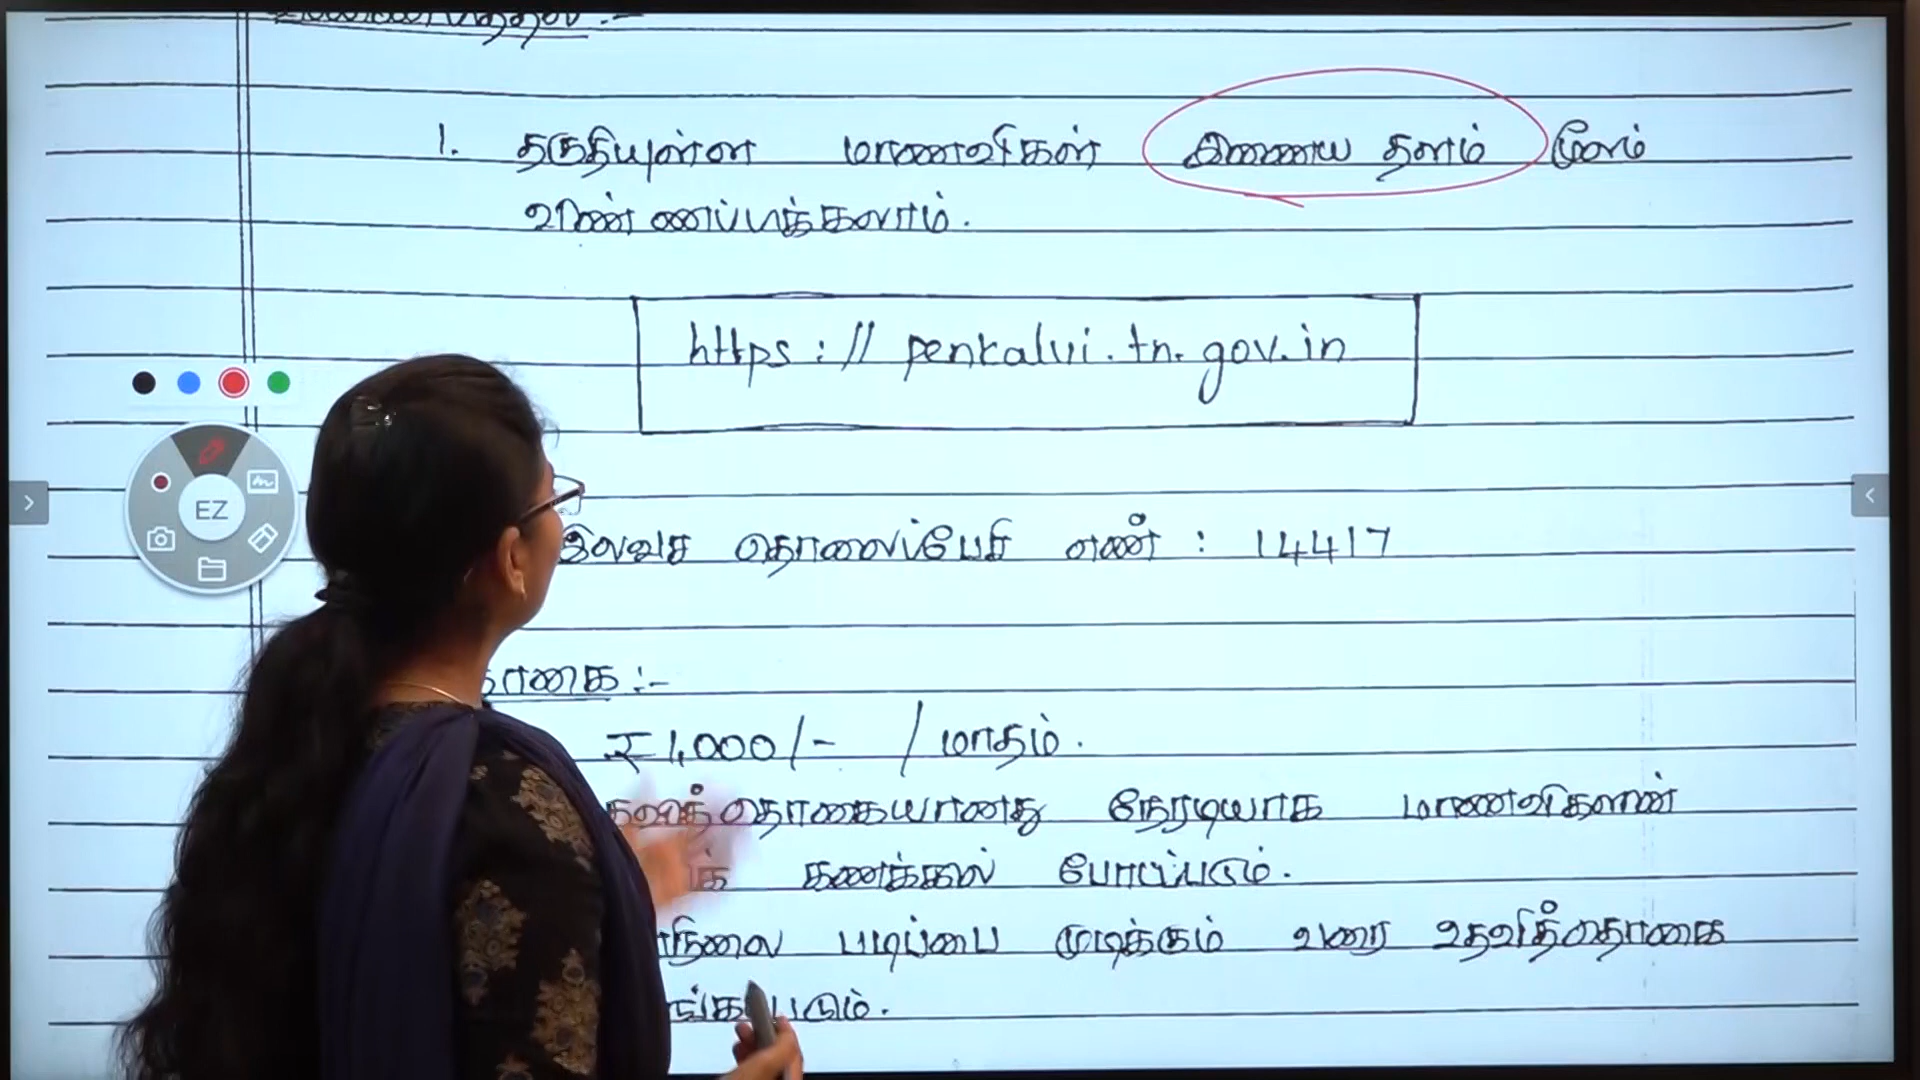 1. தகுதியுள்ள மாணவிகள் இணைய தளம் மூலம்
விண்ணப்பிக்கலாம்.
https://penkalvi.tn.gov.in
இலவச தொலைப்பேசி எண் : 14417
EZ
தொகை :-
₹ 1,000/- / மாதம்.
தொகையானது நேரடியாக மாணவிகளின்
கணக்கில் போடப்படும்.
படிப்பை முடிக்கும் வரை உதவித்தொகை